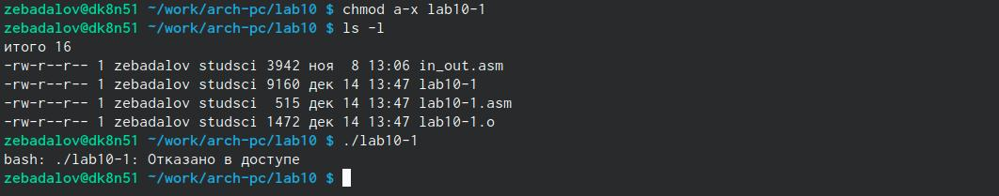 zebadalov@dk8n51 ~/work/arch-pc/lab10 $ chmod a-x lab10-1
zebadalov@dk8n51 ~/work/arch-pc/lab10 $ ls -l
итого 16
-rw-r--r-- 1 zebadalov studsci 3942 ноя  8 13:06 in_out.asm
-rw-r--r-- 1 zebadalov studsci 9160 дек 14 13:47 lab10-1
-rw-r--r-- 1 zebadalov studsci  515 дек 14 13:47 lab10-1.asm
-rw-r--r-- 1 zebadalov studsci 1472 дек 14 13:47 lab10-1.o
zebadalov@dk8n51 ~/work/arch-pc/lab10 $ ./lab10-1
bash: ./lab10-1: Отказано в доступе
zebadalov@dk8n51 ~/work/arch-pc/lab10 $